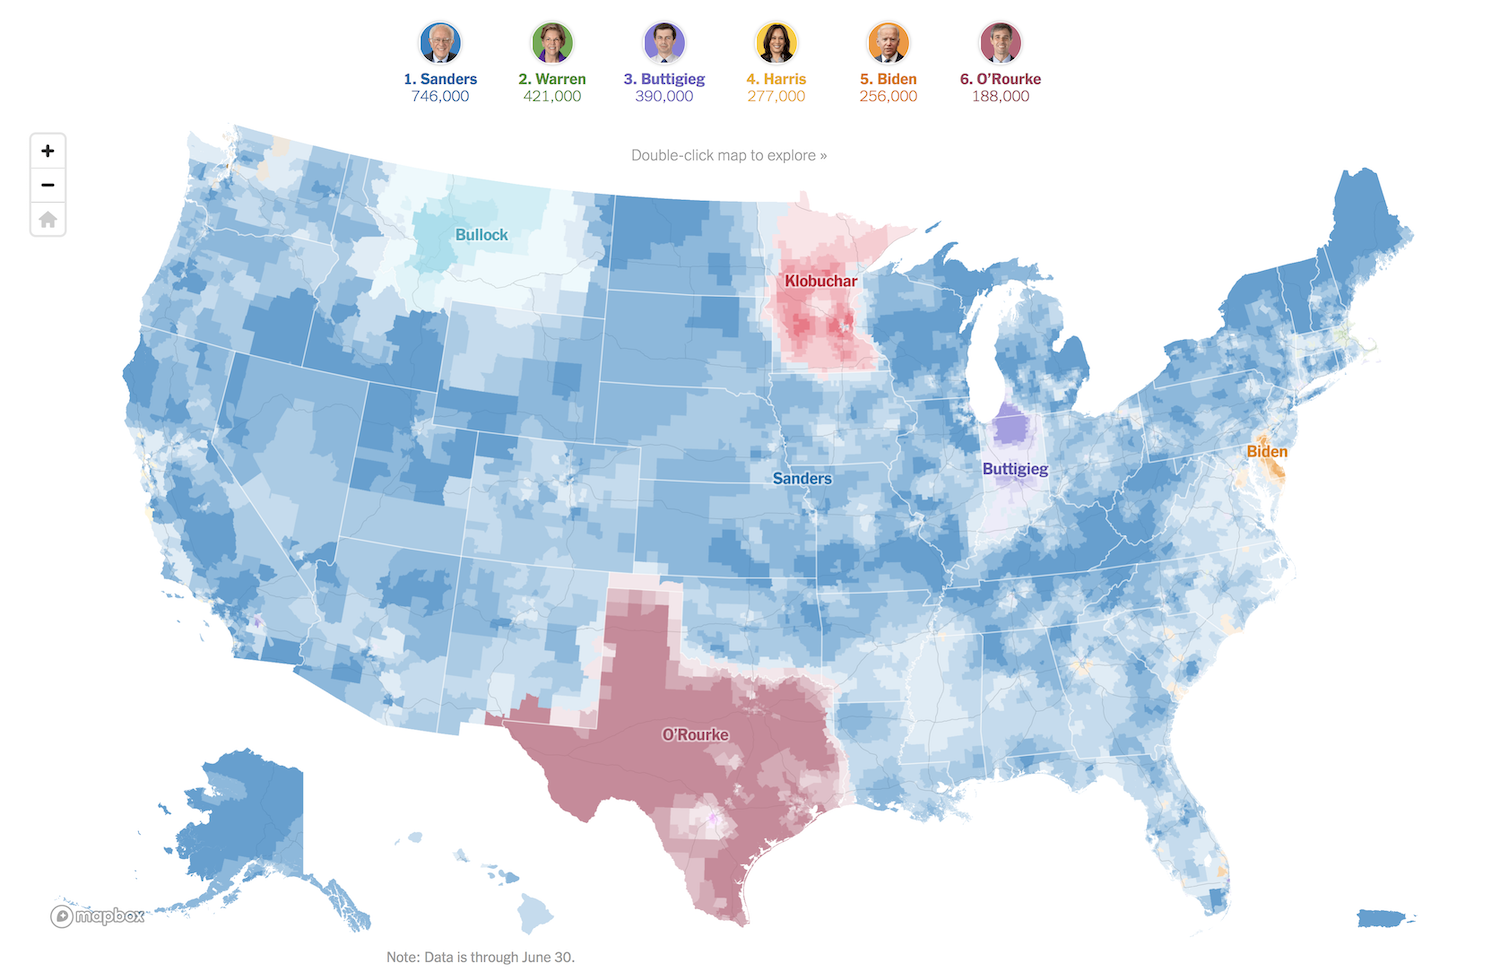 1. Sanders
746,000
2. Warren
421,000
3. Buttigieg
390,000
4. Harris
277,000
5. Biden
256,000
6. O’Rourke
188,000
+
−
Double-click map to explore »
Bullock
Klobuchar
Biden
Buttigieg
Sanders
O’Rourke
mapbox
Note: Data is through June 30.